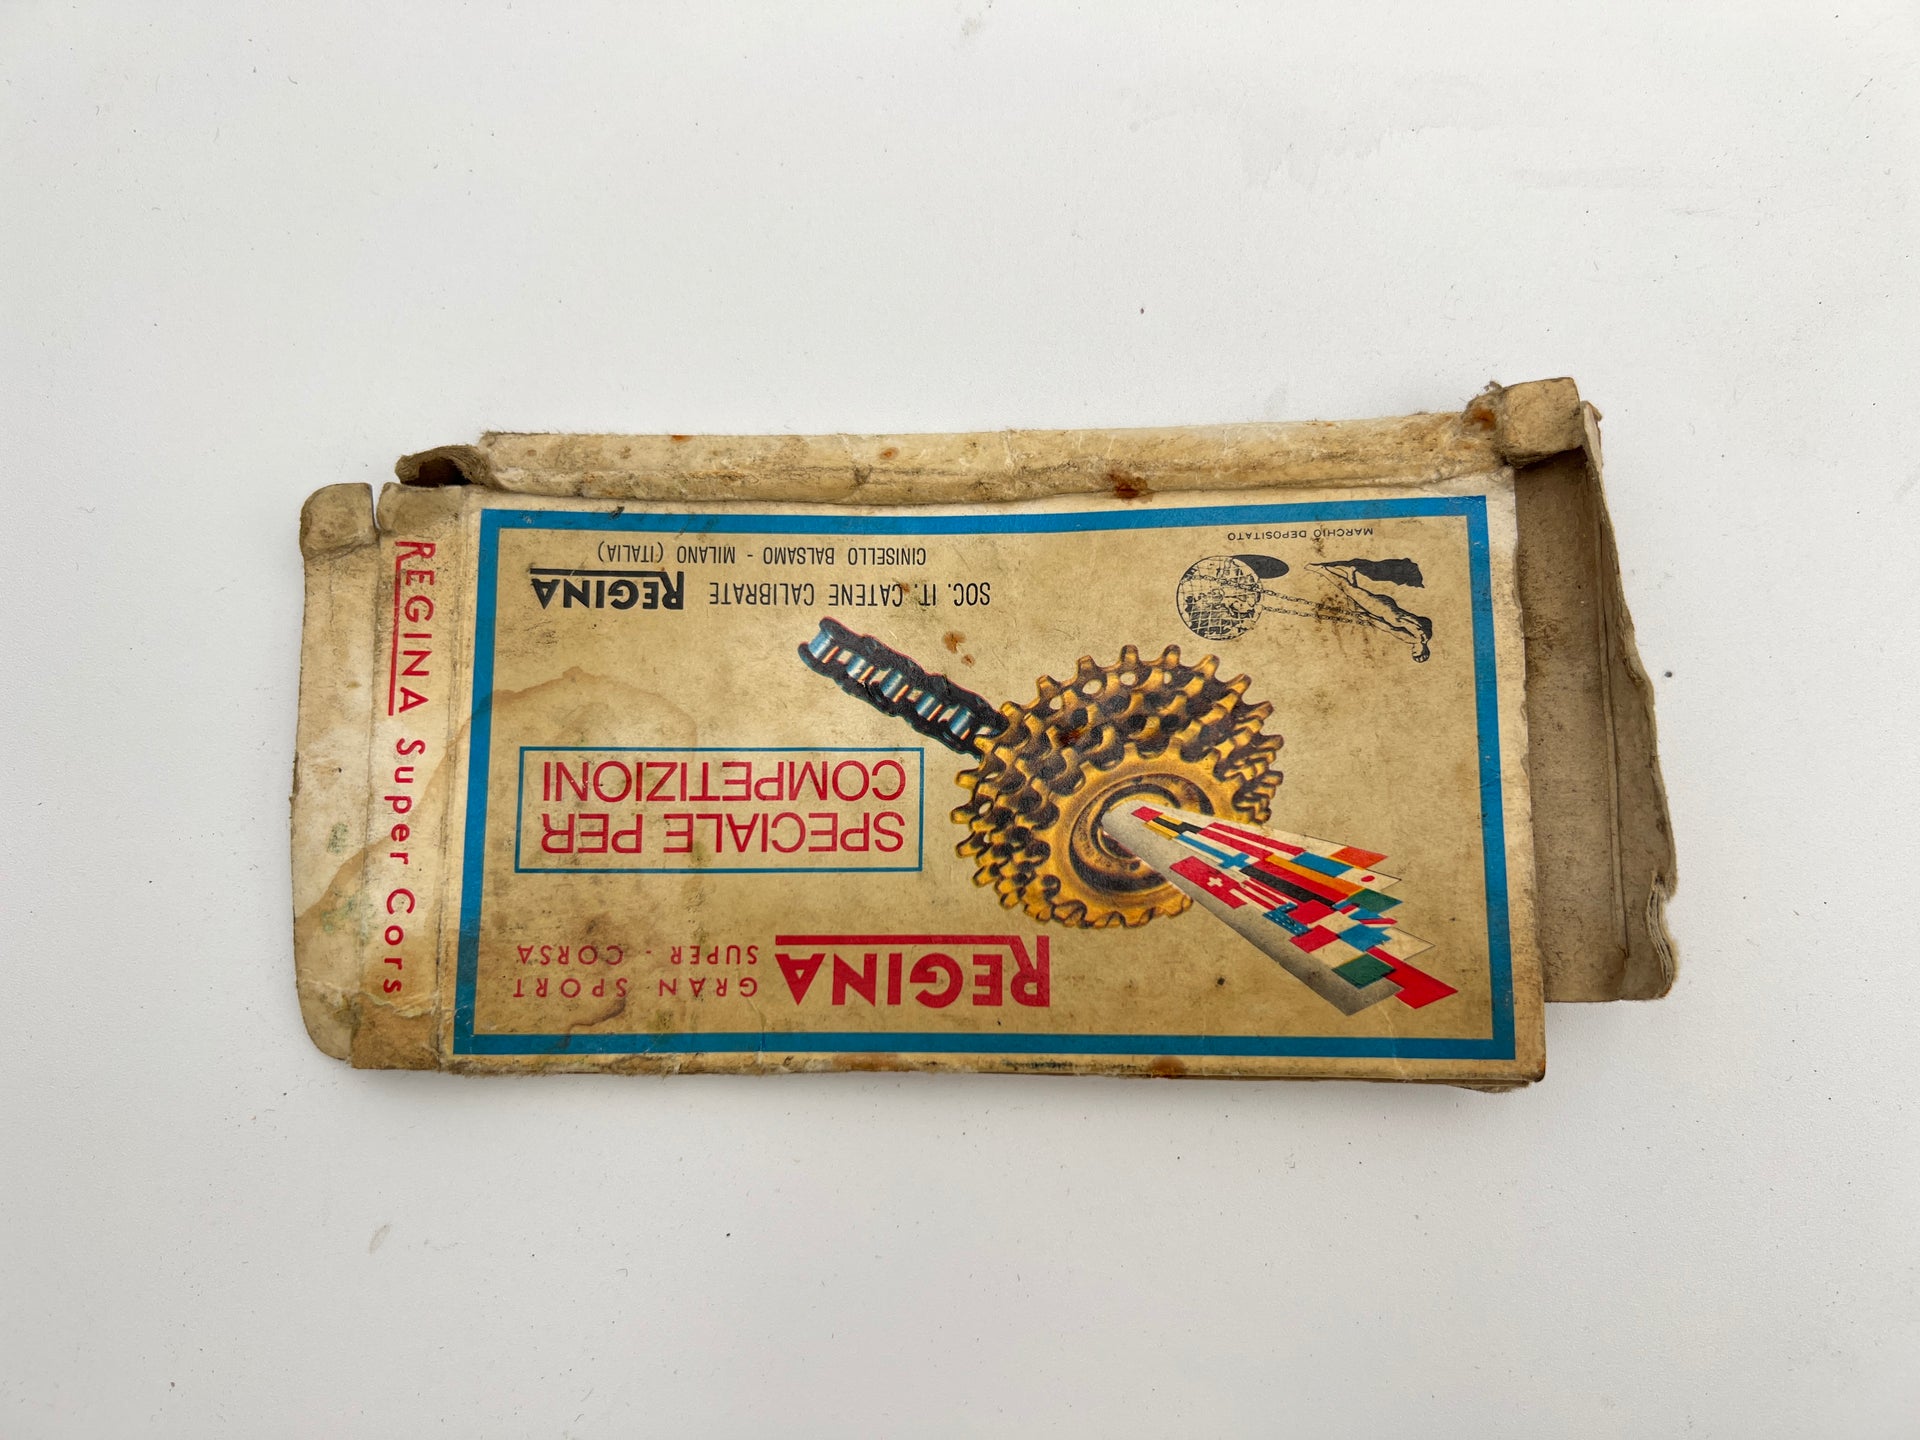 REGINA GRAN SPORT
SUPER - CORSA
SPECIALE PER
COMPETIZIONI
SOC. IT. CATENE CALIBRATE REGINA
CINISELLO BALSAMO - MILANO (ITALIA)
MARCHIO DEPOSITATO
REGINA Super Cors